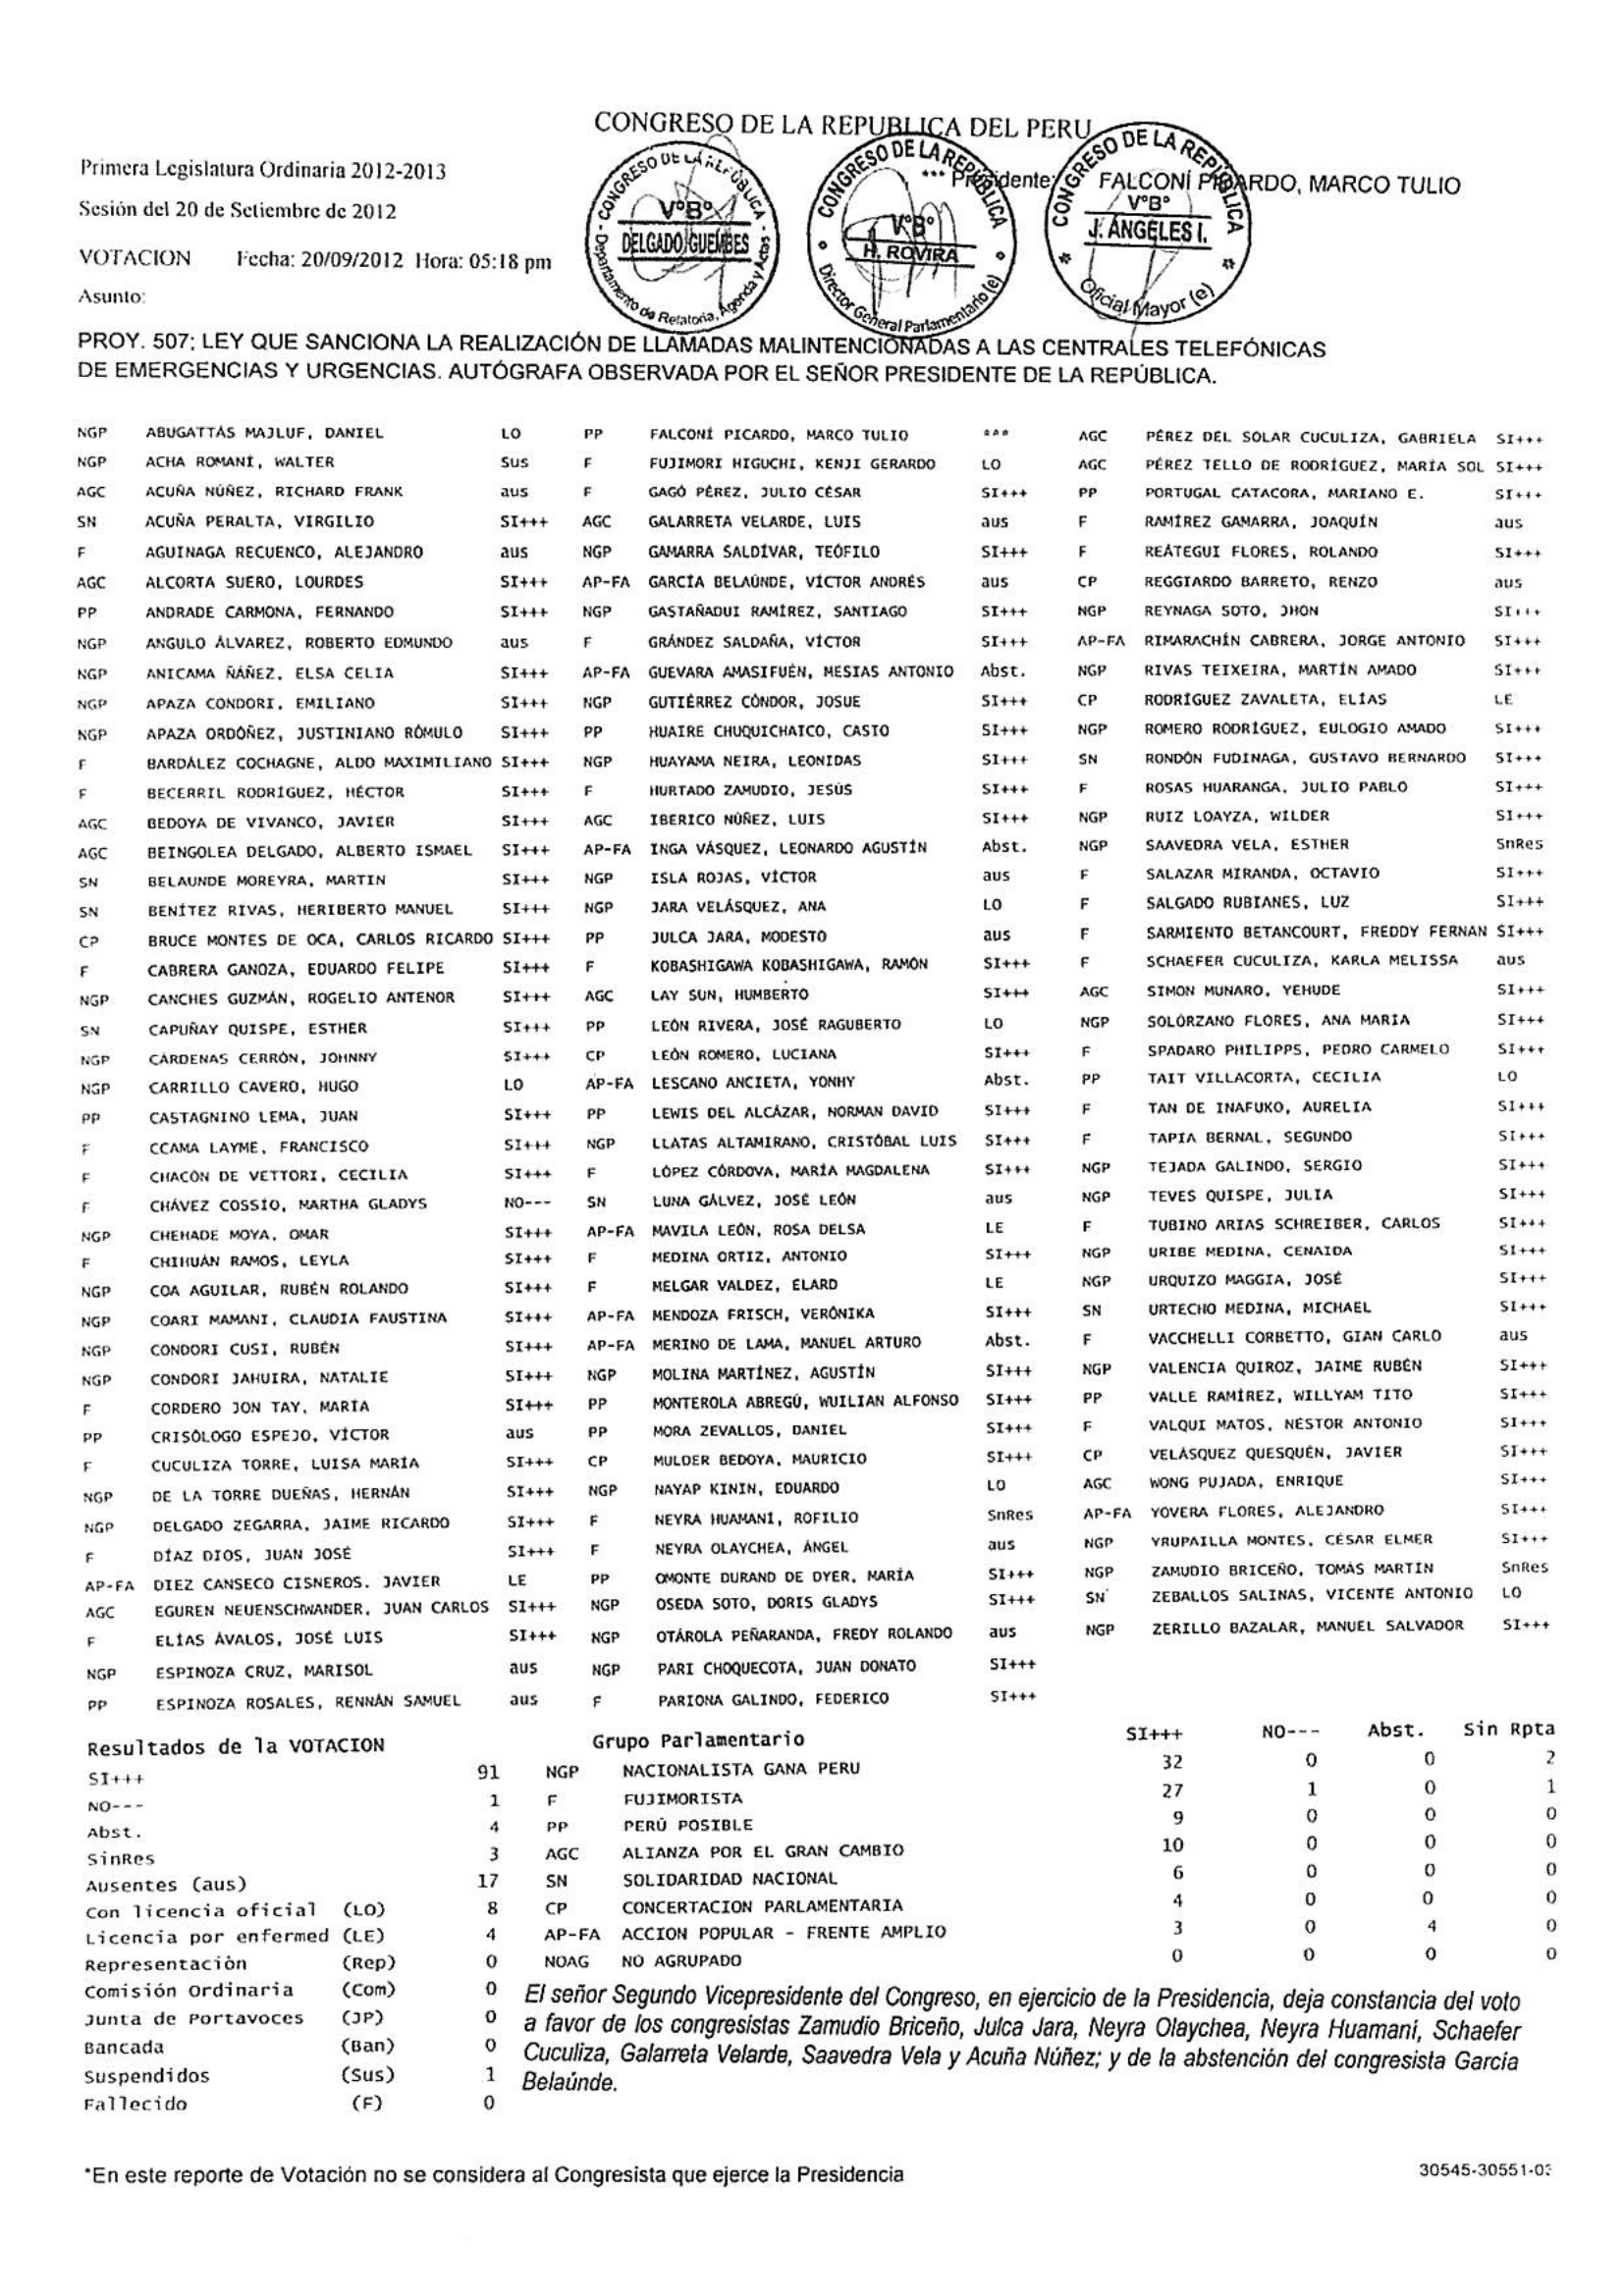 CONGRESO DE LA REPUBLICA DEL PERU
Primera Legislatura Ordinaria 2012-2013
*** Presidente: FALCONÍ PICARDO, MARCO TULIO
Sesión del 20 de Setiembre de 2012
VOTACION Fecha: 20/09/2012 Hora: 05:18 pm
Asunto:
CONGRESO DE LA REPÚBLICA - Departamento de Relatoria, Agenda y Actas -
V°B°
DELGADO GUEMBES
CONGRESO DE LA REPÚBLICA Director General Parlamentario (e)
V°B°
H. ROVIRA
CONGRESO DE LA REPÚBLICA Oficial Mayor (e)
V°B°
J. ÁNGELES I.
PROY. 507: LEY QUE SANCIONA LA REALIZACIÓN DE LLAMADAS MALINTENCIONADAS A LAS CENTRALES TELEFÓNICAS
DE EMERGENCIAS Y URGENCIAS. AUTÓGRAFA OBSERVADA POR EL SEÑOR PRESIDENTE DE LA REPÚBLICA.
NGP ABUGATTÁS MAJLUF, DANIEL LO PP FALCONÍ PICARDO, MARCO TULIO *** AGC PÉREZ DEL SOLAR CUCULIZA, GABRIELA SI+++
NGP ACHA ROMANÍ, WALTER Sus F FUJIMORI HIGUCHI, KENJI GERARDO LO AGC PÉREZ TELLO DE RODRÍGUEZ, MARÍA SOL SI+++
AGC ACUÑA NÚÑEZ, RICHARD FRANK aus F GAGÓ PÉREZ, JULIO CÉSAR SI+++ PP PORTUGAL CATACORA, MARIANO E. SI+++
SN ACUÑA PERALTA, VIRGILIO SI+++ AGC GALARRETA VELARDE, LUIS aus F RAMÍREZ GAMARRA, JOAQUÍN aus
F AGUINAGA RECUENCO, ALEJANDRO aus NGP GAMARRA SALDÍVAR, TEÓFILO SI+++ F REÁTEGUI FLORES, ROLANDO SI+++
AGC ALCORTA SUERO, LOURDES SI+++ AP-FA GARCÍA BELAÚNDE, VÍCTOR ANDRÉS aus CP REGGIARDO BARRETO, RENZO aus
PP ANDRADE CARMONA, FERNANDO SI+++ NGP GASTAÑADUI RAMÍREZ, SANTIAGO SI+++ NGP REYNAGA SOTO, JHON SI+++
NGP ANGULO ÁLVAREZ, ROBERTO EDMUNDO aus F GRÁNDEZ SALDAÑA, VÍCTOR SI+++ AP-FA RIMARACHÍN CABRERA, JORGE ANTONIO SI+++
NGP ANICAMA ÑÁÑEZ, ELSA CELIA SI+++ AP-FA GUEVARA AMASIFUÉN, MESIAS ANTONIO Abst. NGP RIVAS TEIXEIRA, MARTÍN AMADO SI+++
NGP APAZA CONDORI, EMILIANO SI+++ NGP GUTIÉRREZ CÓNDOR, JOSUE SI+++ CP RODRÍGUEZ ZAVALETA, ELÍAS LE
NGP APAZA ORDÓÑEZ, JUSTINIANO RÓMULO SI+++ PP HUAIRE CHUQUICHAICO, CASTO SI+++ NGP ROMERO RODRÍGUEZ, EULOGIO AMADO SI+++
F BARDÁLEZ COCHAGNE, ALDO MAXIMILIANO SI+++ NGP HUAYAMA NEIRA, LEONIDAS SI+++ SN RONDÓN FUDINAGA, GUSTAVO BERNARDO SI+++
F BECERRIL RODRÍGUEZ, HÉCTOR SI+++ F HURTADO ZAMUDIO, JESÚS SI+++ F ROSAS HUARANGA, JULIO PABLO SI+++
AGC BEDOYA DE VIVANCO, JAVIER SI+++ AGC IBERICO NÚÑEZ, LUIS SI+++ NGP RUIZ LOAYZA, WILDER SI+++
AGC BEINGOLEA DELGADO, ALBERTO ISMAEL SI+++ AP-FA INGA VÁSQUEZ, LEONARDO AGUSTÍN Abst. NGP SAAVEDRA VELA, ESTHER SnRes
SN BELAUNDE MOREYRA, MARTIN SI+++ NGP ISLA ROJAS, VÍCTOR aus F SALAZAR MIRANDA, OCTAVIO SI+++
SN BENÍTEZ RIVAS, HERIBERTO MANUEL SI+++ NGP JARA VELÁSQUEZ, ANA LO F SALGADO RUBIANES, LUZ SI+++
CP BRUCE MONTES DE OCA, CARLOS RICARDO SI+++ PP JULCA JARA, MODESTO aus F SARMIENTO BETANCOURT, FREDDY FERNAN SI+++
F CABRERA GANOZA, EDUARDO FELIPE SI+++ F KOBASHIGAWA KOBASHIGAWA, RAMÓN SI+++ F SCHAEFER CUCULIZA, KARLA MELISSA aus
NGP CANCHES GUZMÁN, ROGELIO ANTENOR SI+++ AGC LAY SUN, HUMBERTO SI+++ AGC SIMON MUNARO, YEHUDE SI+++
SN CAPUÑAY QUISPE, ESTHER SI+++ PP LEÓN RIVERA, JOSÉ RAGUBERTO LO NGP SOLÓRZANO FLORES, ANA MARÍA SI+++
NGP CÁRDENAS CERRÓN, JOHNNY SI+++ CP LEÓN ROMERO, LUCIANA SI+++ F SPADARO PHILIPPS, PEDRO CARMELO SI+++
NGP CARRILLO CAVERO, HUGO LO AP-FA LESCANO ANCIETA, YONHY Abst. PP TAIT VILLACORTA, CECILIA LO
PP CASTAGNINO LEMA, JUAN SI+++ PP LEWIS DEL ALCÁZAR, NORMAN DAVID SI+++ F TAN DE INAFUKO, AURELIA SI+++
F CCAMA LAYME, FRANCISCO SI+++ NGP LLATAS ALTAMIRANO, CRISTÓBAL LUIS SI+++ F TAPIA BERNAL, SEGUNDO SI+++
F CHACÓN DE VETTORI, CECILIA SI+++ F LÓPEZ CÓRDOVA, MARÍA MAGDALENA SI+++ NGP TEJADA GALINDO, SERGIO SI+++
F CHÁVEZ COSSÍO, MARTHA GLADYS NO--- SN LUNA GÁLVEZ, JOSÉ LEÓN aus NGP TEVES QUISPE, JULIA SI+++
NGP CHEHADE MOYA, OMAR SI+++ AP-FA MAVILA LEÓN, ROSA DELSA LE F TUBINO ARIAS SCHREIBER, CARLOS SI+++
F CHIHUÁN RAMOS, LEYLA SI+++ F MEDINA ORTIZ, ANTONIO SI+++ NGP URIBE MEDINA, CENAIDA SI+++
NGP COA AGUILAR, RUBÉN ROLANDO SI+++ F MELGAR VALDEZ, ELARD LE NGP URQUIZO MAGGIA, JOSÉ SI+++
NGP COARI MAMANI, CLAUDIA FAUSTINA SI+++ AP-FA MENDOZA FRISCH, VERÓNIKA SI+++ SN URTECHO MEDINA, MICHAEL SI+++
NGP CONDORI CUSI, RUBÉN SI+++ AP-FA MERINO DE LAMA, MANUEL ARTURO Abst. F VACCHELLI CORBETTO, GIAN CARLO aus
NGP CONDORI JAHUIRA, NATALIE SI+++ NGP MOLINA MARTÍNEZ, AGUSTÍN SI+++ NGP VALENCIA QUIROZ, JAIME RUBÉN SI+++
F CORDERO JON TAY, MARÍA SI+++ PP MONTEROLA ABREGÚ, WUILIAN ALFONSO SI+++ PP VALLE RAMÍREZ, WILLYAM TITO SI+++
PP CRISÓLOGO ESPEJO, VÍCTOR aus PP MORA ZEVALLOS, DANIEL SI+++ F VALQUI MATOS, NESTOR ANTONIO SI+++
F CUCULIZA TORRE, LUISA MARÍA SI+++ CP MULDER BEDOYA, MAURICIO SI+++ CP VELÁSQUEZ QUESQUÉN, JAVIER SI+++
NGP DE LA TORRE DUEÑAS, HERNÁN SI+++ NGP NAYAP KININ, EDUARDO LO AGC WONG PUJADA, ENRIQUE SI+++
NGP DELGADO ZEGARRA, JAIME RICARDO SI+++ F NEYRA HUAMANÍ, ROFILIO SnRes AP-FA YOVERA FLORES, ALEJANDRO SI+++
F DÍAZ DIOS, JUAN JOSÉ SI+++ F NEYRA OLAYCHEA, ÁNGEL aus NGP YRUPAILLA MONTES, CÉSAR ELMER SI+++
AP-FA DIEZ CANSECO CISNEROS. JAVIER LE PP OMONTE DURAND DE DYER, MARÍA SI+++ NGP ZAMUDIO BRICEÑO, TOMÁS MARTÍN SnRes
AGC EGUREN NEUENSCHWANDER, JUAN CARLOS SI+++ NGP OSEDA SOTO, DORIS GLADYS SI+++ SN ZEBALLOS SALINAS, VICENTE ANTONIO LO
F ELÍAS ÁVALOS, JOSÉ LUIS SI+++ NGP OTÁROLA PEÑARANDA, FREDY ROLANDO aus NGP ZERILLO BAZALAR, MANUEL SALVADOR SI+++
NGP ESPINOZA CRUZ, MARISOL aus NGP PARI CHOQUECOTA, JUAN DONATO SI+++
PP ESPINOZA ROSALES, RENNÁN SAMUEL aus F PARIONA GALINDO, FEDERICO SI+++
Resultados de la VOTACION Grupo Parlamentario SI+++ NO--- Abst. Sin Rpta
SI+++ 91 NGP NACIONALISTA GANA PERU 32 0 0 2
NO--- 1 F FUJIMORISTA 27 1 0 1
Abst. 4 PP PERÚ POSIBLE 9 0 0 0
SinRes 3 AGC ALIANZA POR EL GRAN CAMBIO 10 0 0 0
Ausentes (aus) 17 SN SOLIDARIDAD NACIONAL 6 0 0 0
Con licencia oficial (LO) 8 CP CONCERTACION PARLAMENTARIA 4 0 0 0
Licencia por enfermed (LE) 4 AP-FA ACCION POPULAR - FRENTE AMPLIO 3 0 4 0
Representación (Rep) 0 NOAG NO AGRUPADO 0 0 0 0
Comisión Ordinaria (Com) 0
Junta de Portavoces (JP) 0
Bancada (Ban) 0
Suspendidos (Sus) 1
Fallecido (F) 0
El señor Segundo Vicepresidente del Congreso, en ejercicio de la Presidencia, deja constancia del voto
a favor de los congresistas Zamudio Briceño, Julca Jara, Neyra Olaychea, Neyra Huamaní, Schaefer
Cuculiza, Galarreta Velarde, Saavedra Vela y Acuña Núñez; y de la abstención del congresista García
Belaúnde.
*En este reporte de Votación no se considera al Congresista que ejerce la Presidencia
30545-30551-03